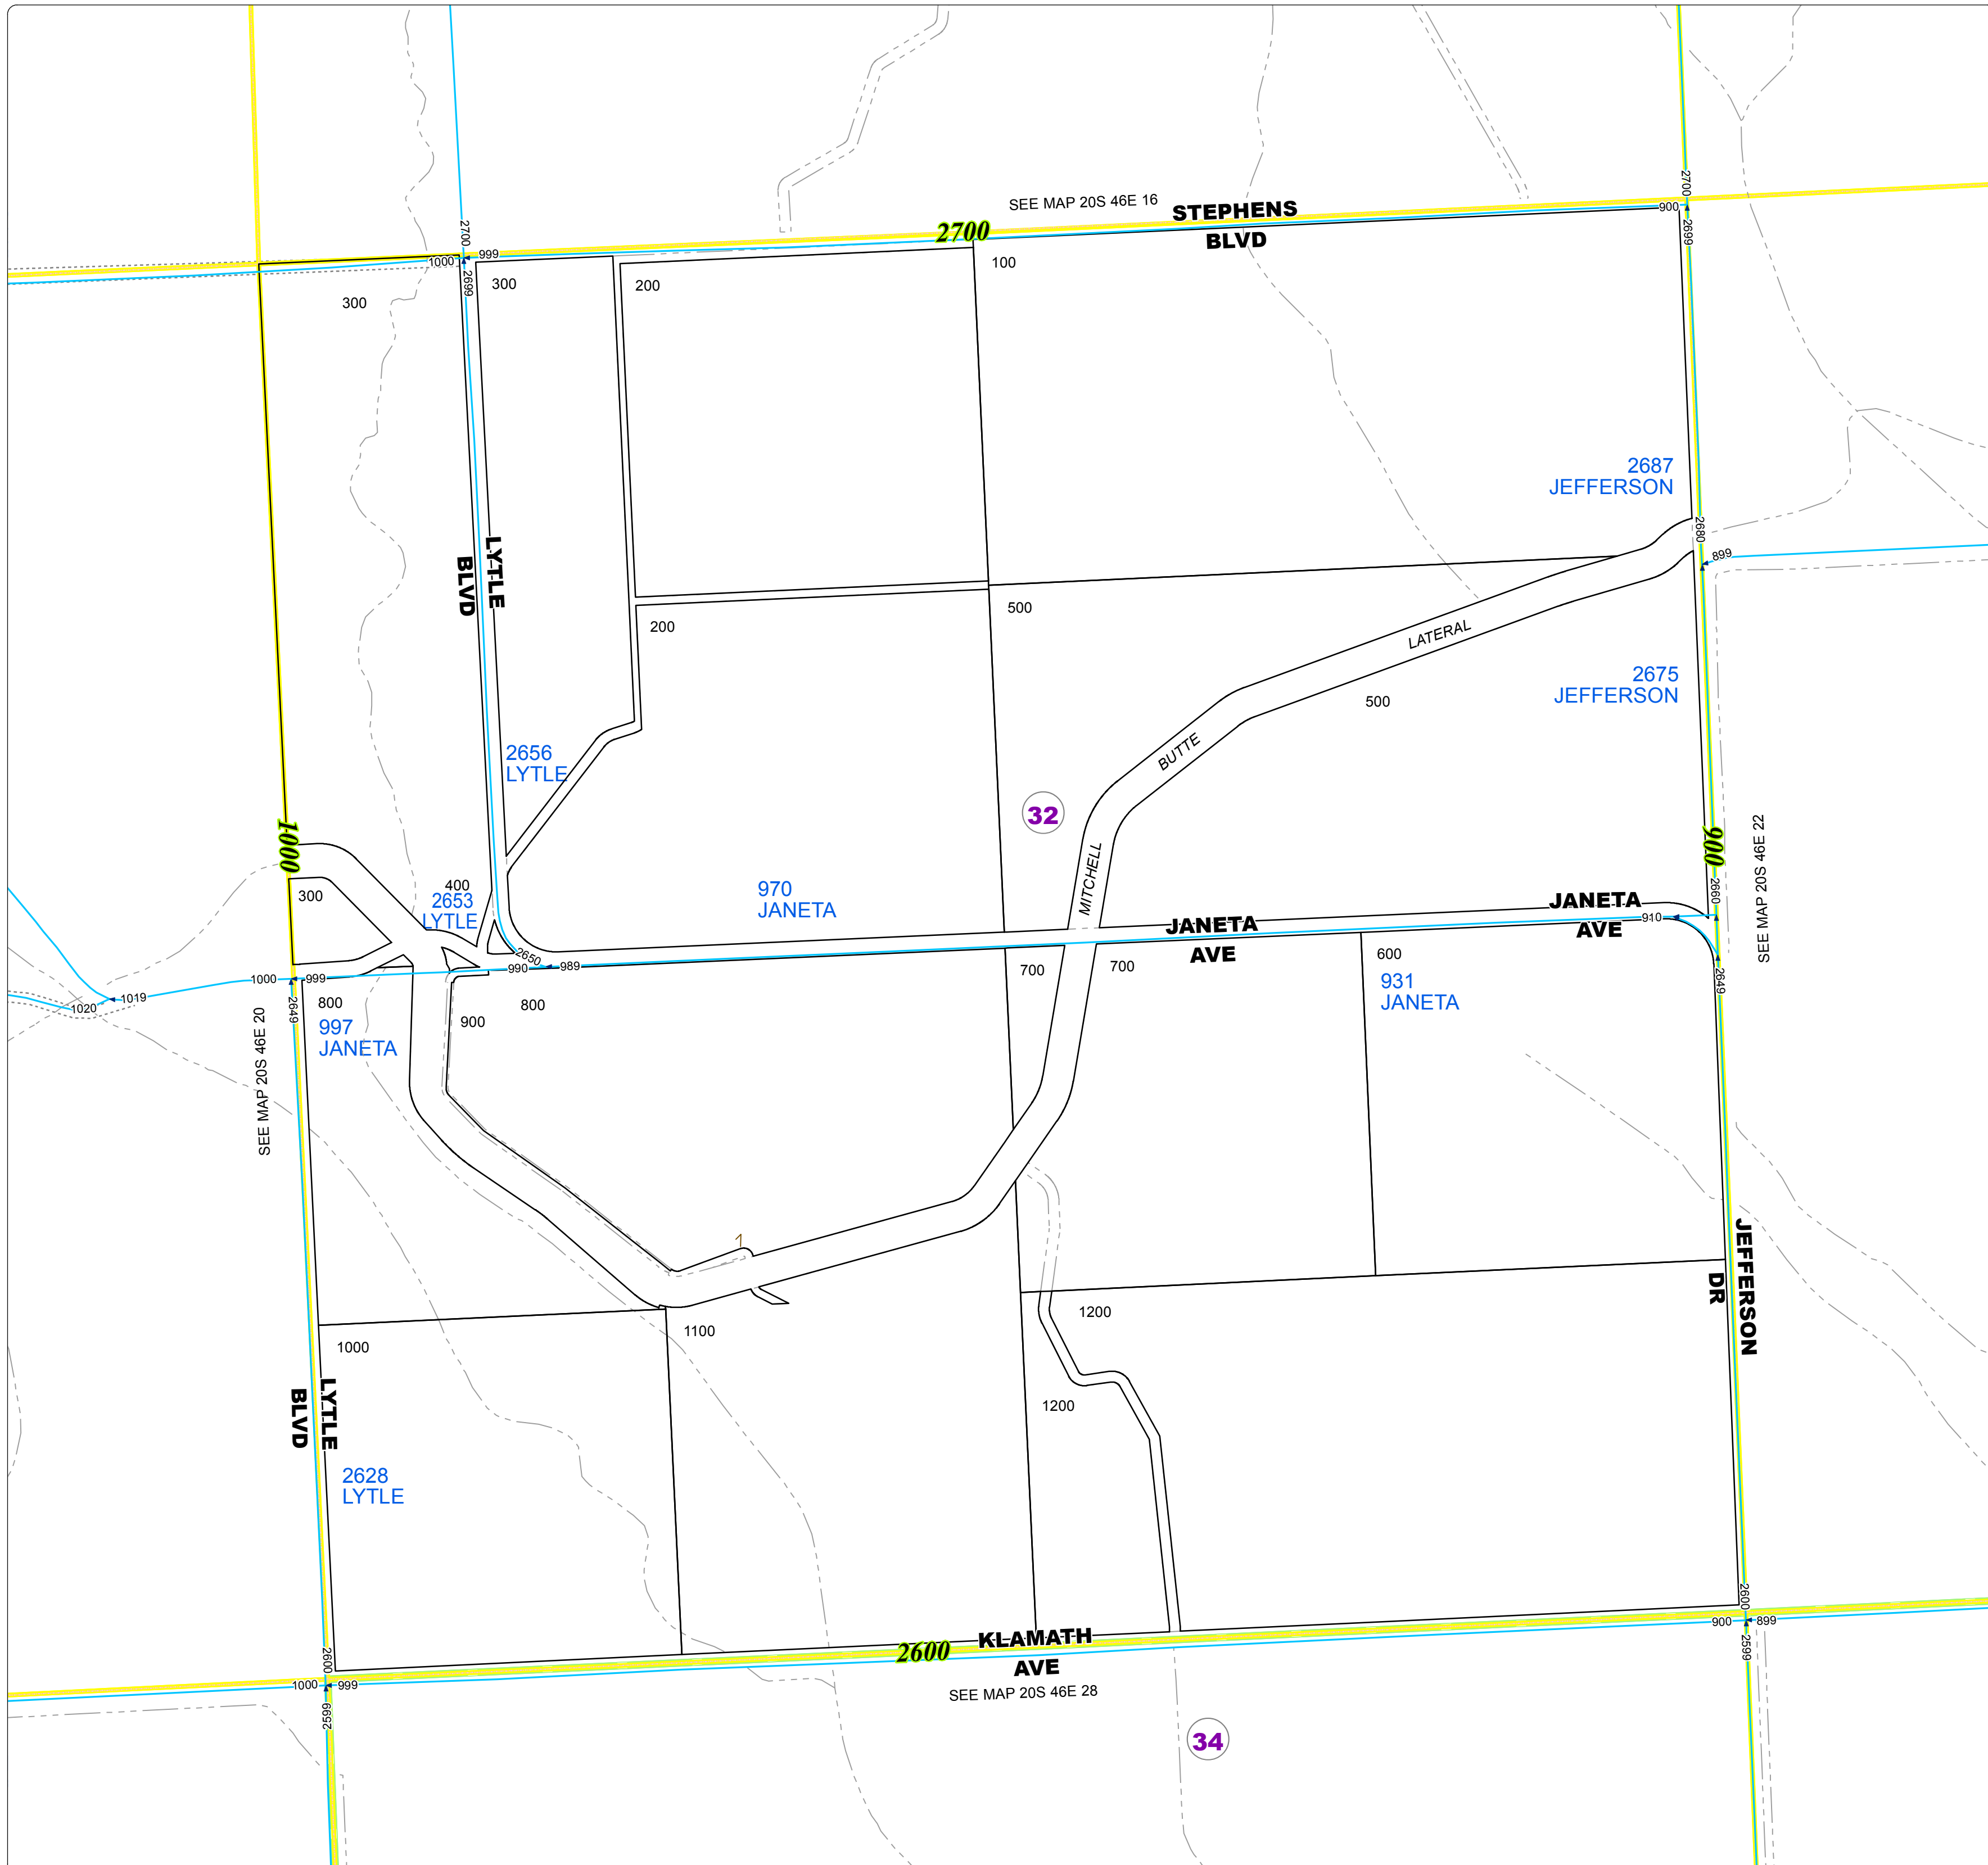 SEE MAP 20S 46E 16
STEPHENS
BLVD
2700
2700
999
1000
2699
900
2700
2699
300
300
200
100
2687
JEFFERSON
2680
899
LYTLE
BLVD
200
500
LATERAL
2675
JEFFERSON
500
BUTTE
2656
LYTLE
32
1000
MITCHELL
900
SEE MAP 20S 46E 22
300
400
2653
LYTLE
970
JANETA
JANETA
AVE
JANETA
AVE
910
2660
2650
990
989
1000
999
1019
1020
2649
2649
700
700
600
931
JANETA
800
997
JANETA
900
800
SEE MAP 20S 46E 20
1
JEFFERSON
DR
1000
1100
1200
1200
LYTLE
BLVD
2628
LYTLE
2600
1000
999
2599
2600
KLAMATH
AVE
SEE MAP 20S 46E 28
2600
900
899
2599
34